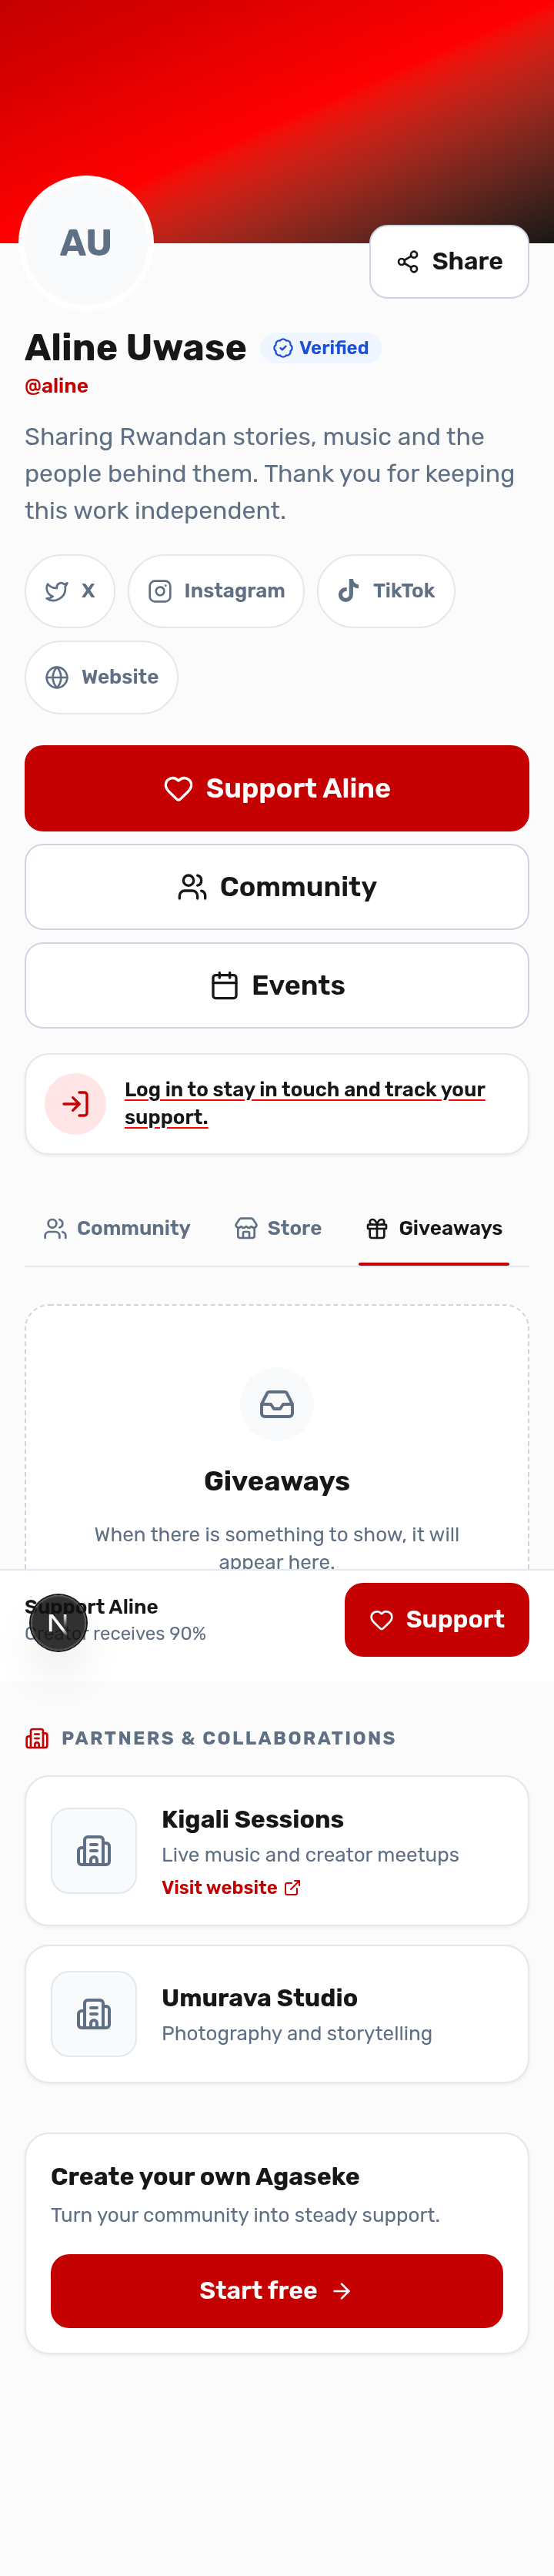 AU
Share
Aline Uwase
Verified
@aline
Sharing Rwandan stories, music and the
people behind them. Thank you for keeping
this work independent.
X
Instagram
TikTok
Website
Support Aline
Community
Events
Log in to stay in touch and track your
support.
Community
Store
Giveaways
Giveaways
When there is something to show, it will
appear here.
Support Aline
Creator receives 90%
N
Support
PARTNERS & COLLABORATIONS
Kigali Sessions
Live music and creator meetups
Visit website
Umurava Studio
Photography and storytelling
Create your own Agaseke
Turn your community into steady support.
Start free